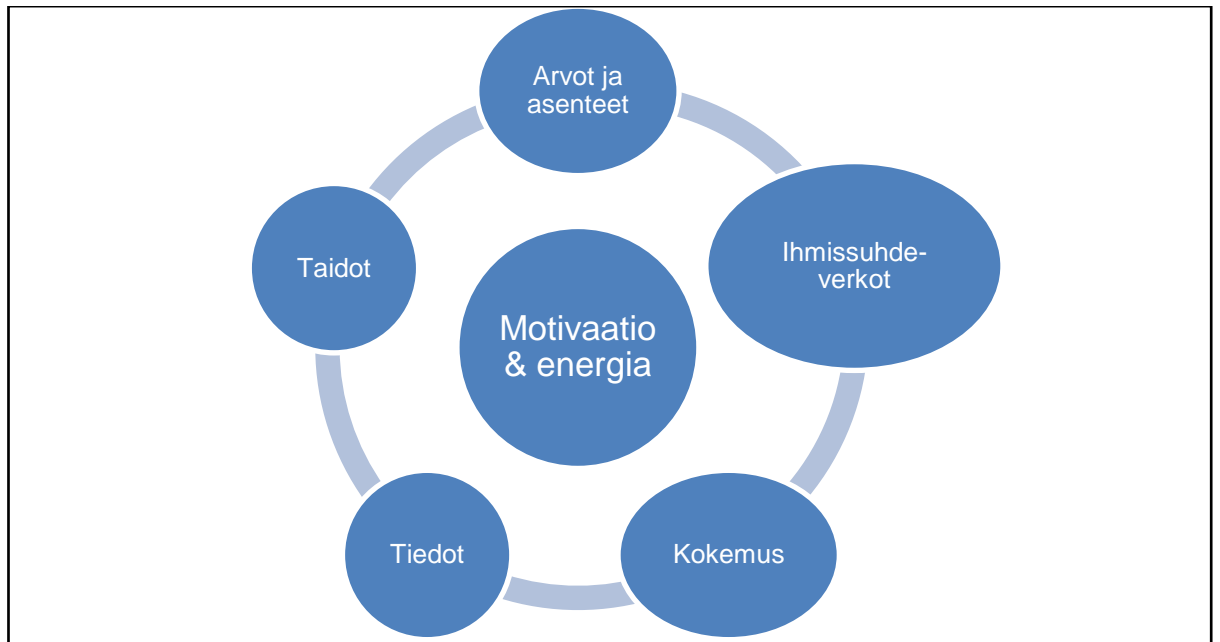 Arvot ja
asenteet
Ihmissuhde-
verkot
Taidot
Motivaatio
& energia
Tiedot
Kokemus